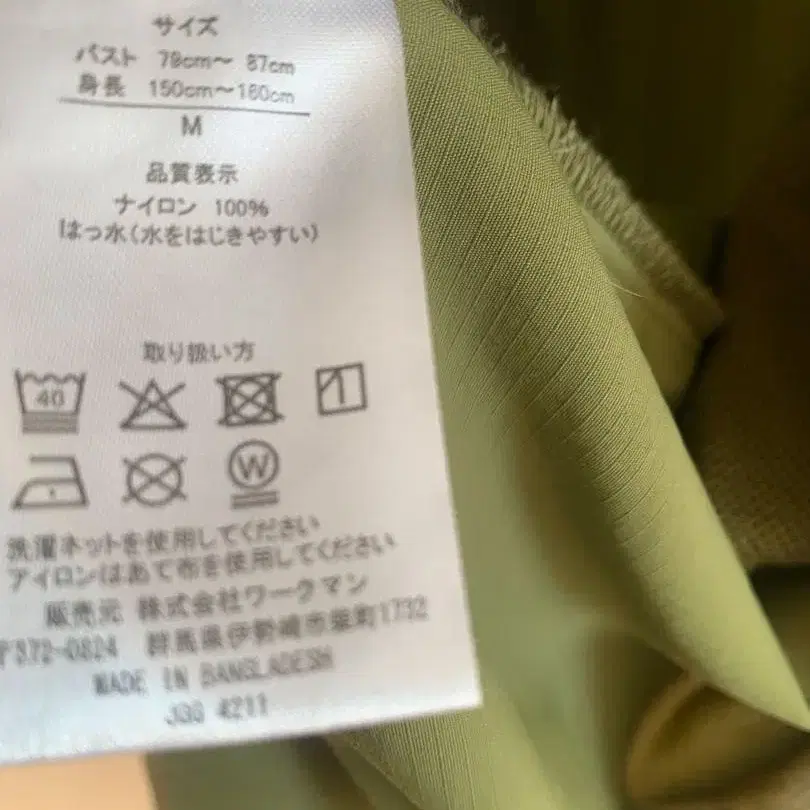 サイズ
バスト 79cm〜 87cm
身長 150cm〜160cm
M
品質表示
ナイロン 100%
はっ水(水をはじきやすい)
取り扱い方
40
W
洗濯ネットを使用してください
アイロンはあて布を使用してください
販売元 株式会社ワークマン
〒372-0824 群馬県伊勢崎市柴町1732
MADE IN BANGLADESH
4211